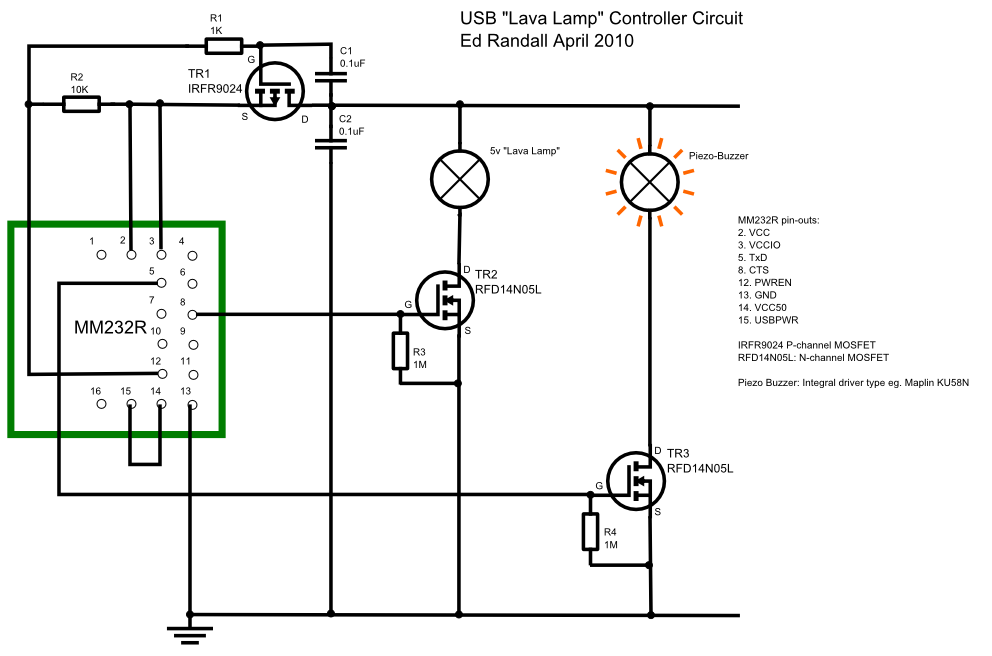 USB "Lava Lamp" Controller Circuit
Ed Randall April 2010
R1
1K
G
C1
0.1uF
TR1
IRFR9024
R2
10K
S
D
C2
0.1uF
5v "Lava Lamp"
Piezo-Buzzer
MM232R pin-outs:
2. VCC
3. VCCIO
5. TxD
8. CTS
12. PWREN
13. GND
14. VCC50
15. USBPWR
IRFR9024 P-channel MOSFET
RFD14N05L: N-channel MOSFET
Piezo Buzzer: Integral driver type eg. Maplin KU58N
1 2 3 4
5 6
7 8
MM232R
10 9
12 11
16 15 14 13
D
TR2
RFD14N05L
G
S
R3
1M
D
TR3
RFD14N05L
G
S
R4
1M